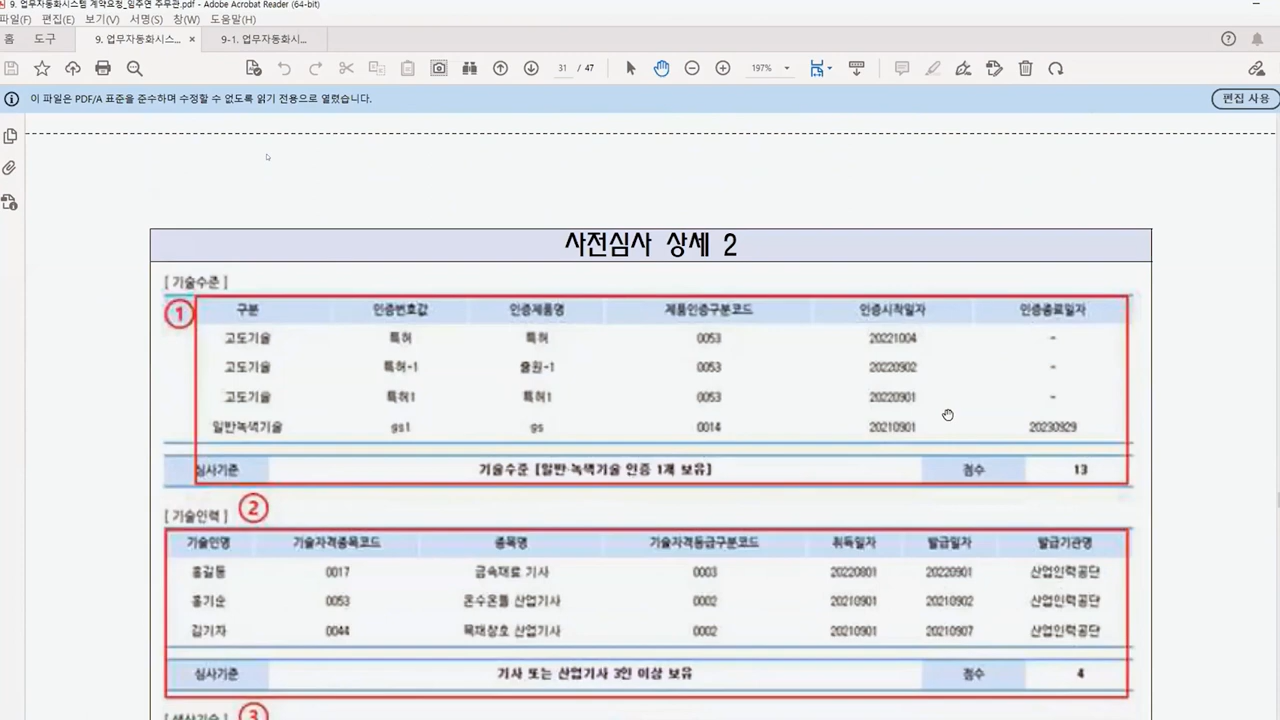 9. 업무자동화시스템 계약요청_임주연 주무관.pdf - Adobe Acrobat Reader (64-bit)
파일(F) 편집(E) 보기(V) 서명(S) 창(W) 도움말(H)
홈 도구 9. 업무자동화시스... × 9-1. 업무자동화시...
31 / 47 197%
이 파일은 PDF/A 표준을 준수하며 수정할 수 없도록 읽기 전용으로 열렸습니다. 편집 사용
사전심사 상세 2
[ 기술수준 ]
① 구분 인증번호값 인증제품명 제품인증구분코드 인증시작일자 인증종료일자
고도기술 특허 특허 0053 20221004 -
고도기술 특허-1 출원-1 0053 20220902 -
고도기술 특허1 특허1 0053 20220901 -
일반녹색기술 gs1 gs 0014 20210901 20230929
심사기준 기술수준 [일반·녹색기술 인증 1개 보유] 점수 13
[ 기술인력 ] ②
기술인명 기술자격종목코드 종목명 기술자격등급구분코드 취득일자 발급일자 발급기관명
홍길동 0017 금속재료 기사 0003 20220801 20220901 산업인력공단
홍기순 0053 온수온돌 산업기사 0002 20210901 20210902 산업인력공단
김기자 0044 목재창호 산업기사 0002 20210901 20210907 산업인력공단
심사기준 기사 또는 산업기사 3인 이상 보유 점수 4
[ 생산기술 ] ③